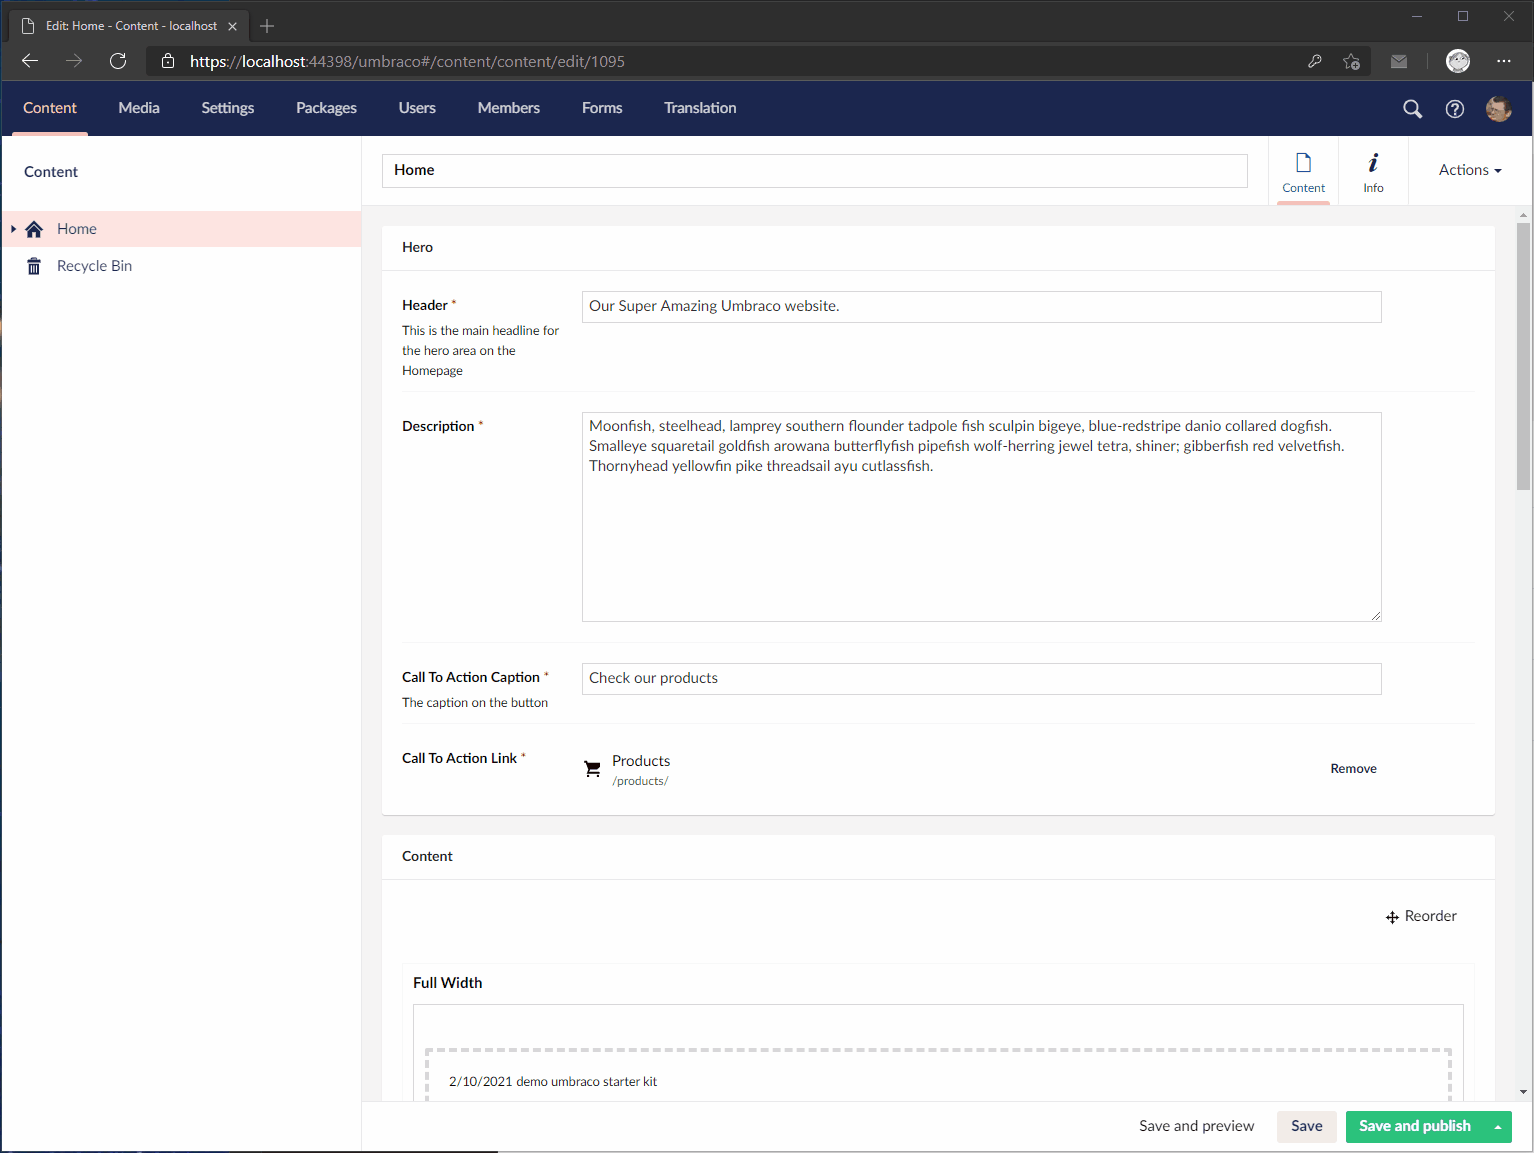 Edit: Home - Content - localhost
https://localhost:44398/umbraco#/content/content/edit/1095
Content Media Settings Packages Users Members Forms Translation
Content
Home
Recycle Bin
Home
Content
Info
Actions
Hero
Header *
This is the main headline for
the hero area on the
Homepage
Our Super Amazing Umbraco website.
Description *
Moonfish, steelhead, lamprey southern flounder tadpole fish sculpin bigeye, blue-redstripe danio collared dogfish.
Smalleye squaretail goldfish arowana butterflyfish pipefish wolf-herring jewel tetra, shiner; gibberfish red velvetfish.
Thornyhead yellowfin pike threadsail ayu cutlassfish.
Call To Action Caption *
The caption on the button
Check our products
Call To Action Link *
Products
/products/
Remove
Content
Reorder
Full Width
2/10/2021 demo umbraco starter kit
Save and preview
Save
Save and publish